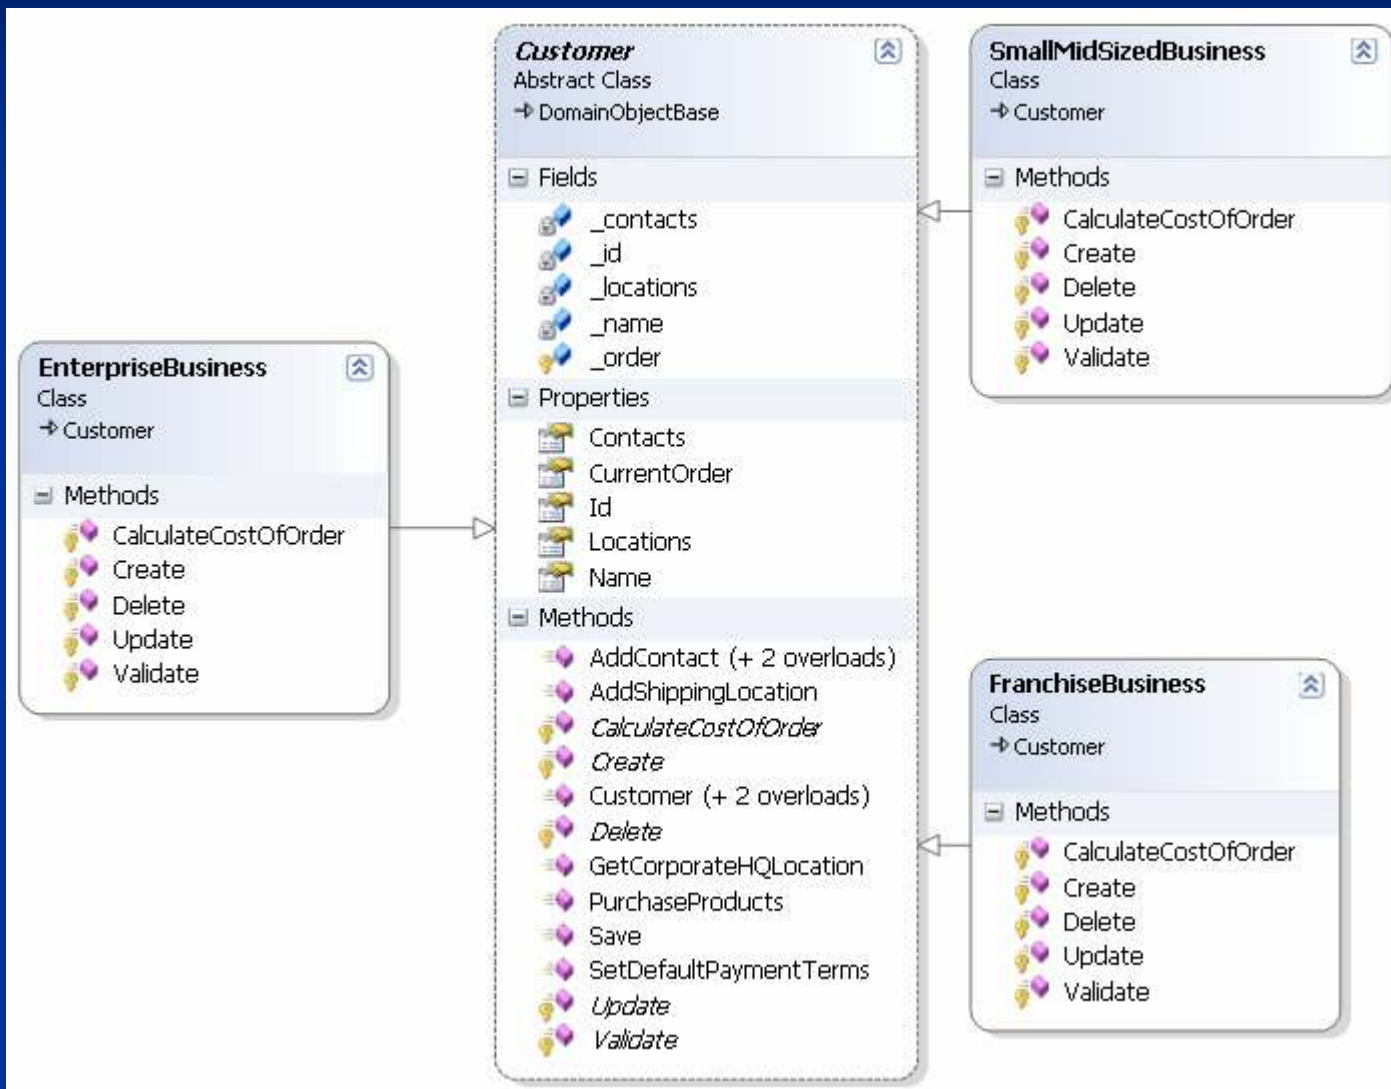 Customer
Abstract Class
DomainObjectBase
Fields
_contacts
_id
_locations
_name
_order
Properties
Contacts
CurrentOrder
Id
Locations
Name
Methods
AddContact (+ 2 overloads)
AddShippingLocation
CalculateCostOfOrder
Create
Customer (+ 2 overloads)
Delete
GetCorporateHQLocation
PurchaseProducts
Save
SetDefaultPaymentTerms
Update
Validate
SmallMidSizedBusiness
Class
Customer
Methods
CalculateCostOfOrder
Create
Delete
Update
Validate
EnterpriseBusiness
Class
Customer
Methods
CalculateCostOfOrder
Create
Delete
Update
Validate
FranchiseBusiness
Class
Customer
Methods
CalculateCostOfOrder
Create
Delete
Update
Validate